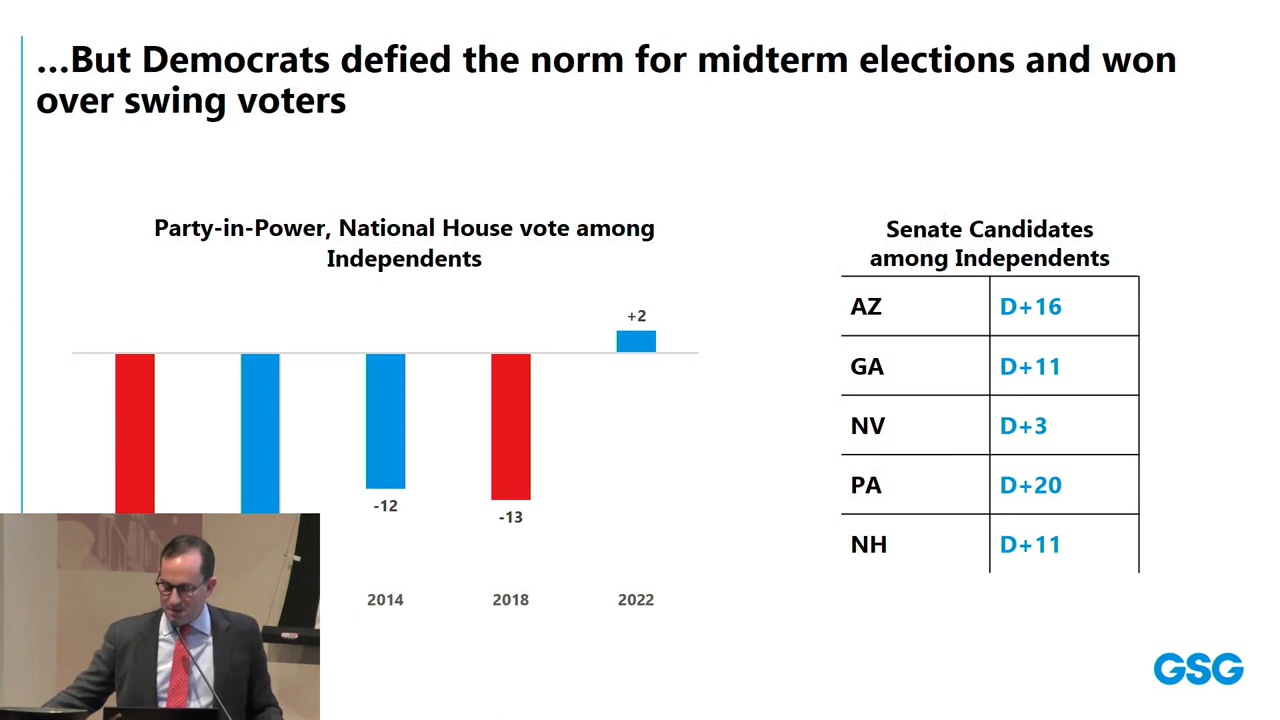 ...But Democrats defied the norm for midterm elections and won
over swing voters
Party-in-Power, National House vote among
Independents
+2
-12
-13
2014
2018
2022
Senate Candidates
among Independents
AZ D+16
GA D+11
NV D+3
PA D+20
NH D+11
GSG